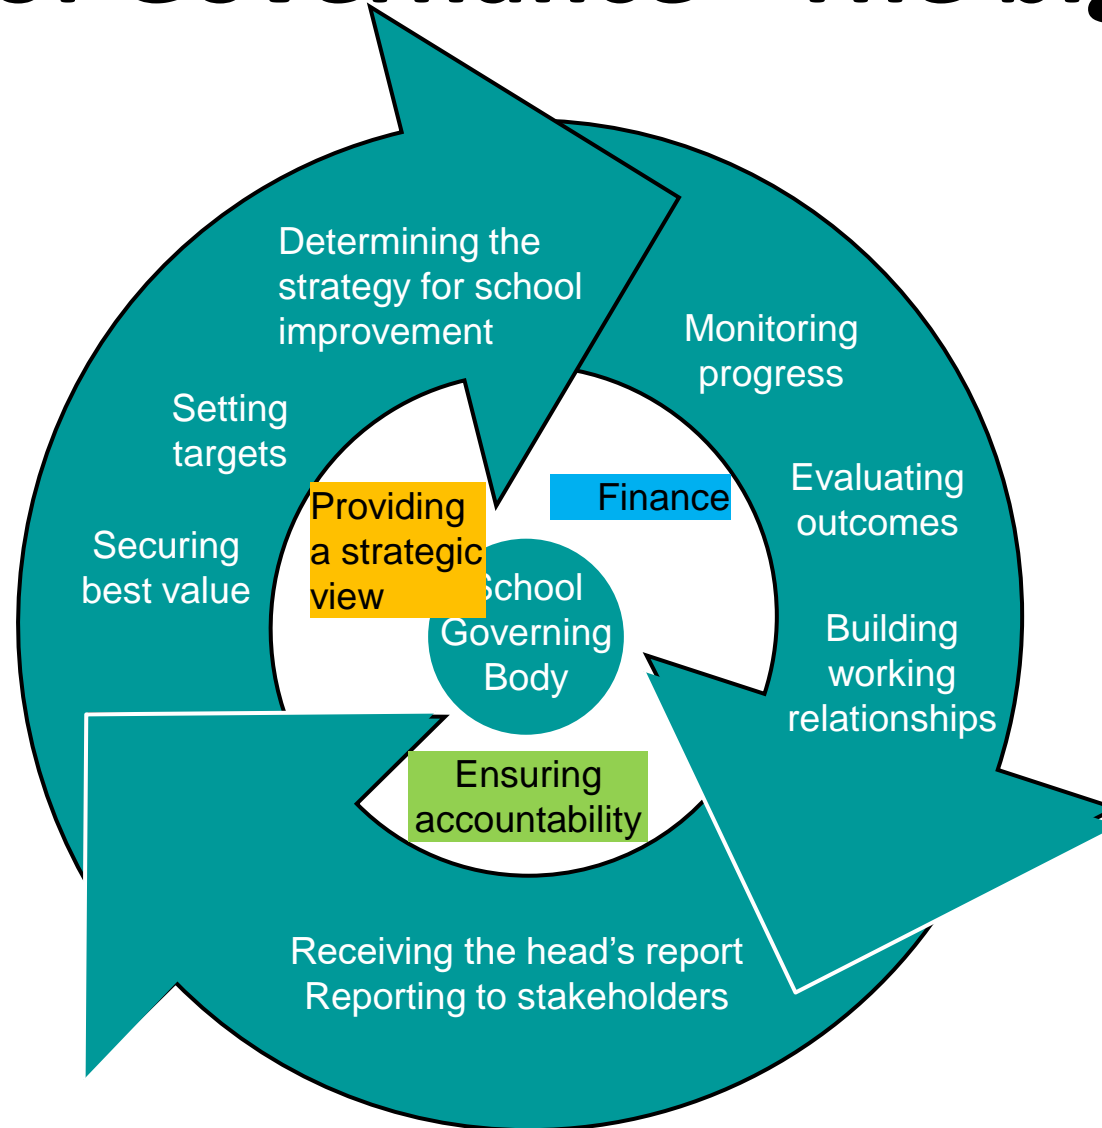 Determining the
strategy for school
improvement
Monitoring
progress
Setting
targets
Evaluating
outcomes
Finance
Providing
a strategic
view
Securing
best value
School
Governing
Body
Building
working
relationships
Ensuring
accountability
Receiving the head's report
Reporting to stakeholders